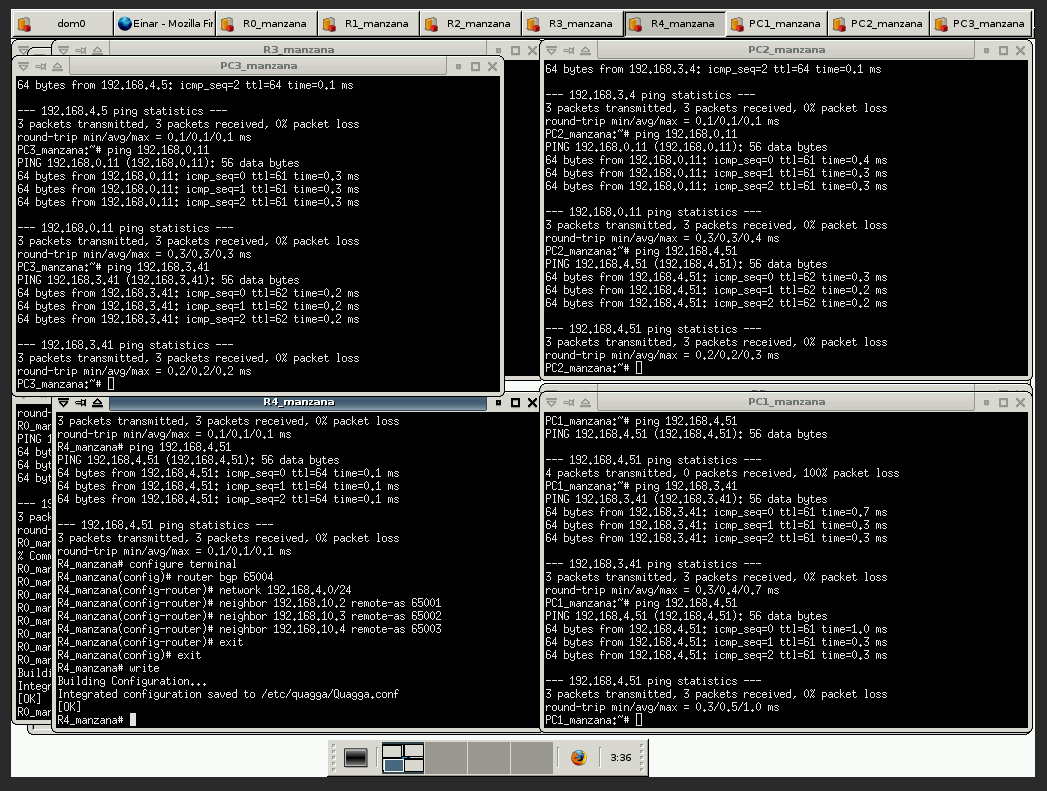 dom0
Einar - Mozilla Fir
R0_manzana
R1_manzana
R2_manzana
R3_manzana
R4_manzana
PC1_manzana
PC2_manzana
PC3_manzana
R3_manzana
PC3_manzana
64 bytes from 192.168.4.5: icmp_seq=2 ttl=64 time=0.1 ms
--- 192.168.4.5 ping statistics ---
3 packets transmitted, 3 packets received, 0% packet loss
round-trip min/avg/max = 0.1/0.1/0.1 ms
PC3_manzana:~# ping 192.168.0.11
PING 192.168.0.11 (192.168.0.11): 56 data bytes
64 bytes from 192.168.0.11: icmp_seq=0 ttl=61 time=0.3 ms
64 bytes from 192.168.0.11: icmp_seq=1 ttl=61 time=0.3 ms
64 bytes from 192.168.0.11: icmp_seq=2 ttl=61 time=0.3 ms
--- 192.168.0.11 ping statistics ---
3 packets transmitted, 3 packets received, 0% packet loss
round-trip min/avg/max = 0.3/0.3/0.3 ms
PC3_manzana:~# ping 192.168.3.41
PING 192.168.3.41 (192.168.3.41): 56 data bytes
64 bytes from 192.168.3.41: icmp_seq=0 ttl=62 time=0.2 ms
64 bytes from 192.168.3.41: icmp_seq=1 ttl=62 time=0.2 ms
64 bytes from 192.168.3.41: icmp_seq=2 ttl=62 time=0.2 ms
--- 192.168.3.41 ping statistics ---
3 packets transmitted, 3 packets received, 0% packet loss
round-trip min/avg/max = 0.2/0.2/0.2 ms
PC3_manzana:~#
PC2_manzana
64 bytes from 192.168.3.4: icmp_seq=2 ttl=64 time=0.1 ms
--- 192.168.3.4 ping statistics ---
3 packets transmitted, 3 packets received, 0% packet loss
round-trip min/avg/max = 0.1/0.1/0.1 ms
PC2_manzana:~# ping 192.168.0.11
PING 192.168.0.11 (192.168.0.11): 56 data bytes
64 bytes from 192.168.0.11: icmp_seq=0 ttl=61 time=0.4 ms
64 bytes from 192.168.0.11: icmp_seq=1 ttl=61 time=0.3 ms
64 bytes from 192.168.0.11: icmp_seq=2 ttl=61 time=0.3 ms
--- 192.168.0.11 ping statistics ---
3 packets transmitted, 3 packets received, 0% packet loss
round-trip min/avg/max = 0.3/0.3/0.4 ms
PC2_manzana:~# ping 192.168.4.51
PING 192.168.4.51 (192.168.4.51): 56 data bytes
64 bytes from 192.168.4.51: icmp_seq=0 ttl=62 time=0.3 ms
64 bytes from 192.168.4.51: icmp_seq=1 ttl=62 time=0.2 ms
64 bytes from 192.168.4.51: icmp_seq=2 ttl=62 time=0.2 ms
--- 192.168.4.51 ping statistics ---
3 packets transmitted, 3 packets received, 0% packet loss
round-trip min/avg/max = 0.2/0.2/0.3 ms
PC2_manzana:~#
round-
R0_man
PING 1
64 byt
64 byt
64 byt
--- 19
3 pack
round-
% Comm
R0_man
R0_man
R0_man
R0_man
R0_man
R0_man
R0_man
R0_man
Buildi
Integr
[OK]
R0_man
R4_manzana
3 packets transmitted, 3 packets received, 0% packet loss
round-trip min/avg/max = 0.1/0.1/0.1 ms
R4_manzana# ping 192.168.4.51
PING 192.168.4.51 (192.168.4.51): 56 data bytes
64 bytes from 192.168.4.51: icmp_seq=0 ttl=64 time=0.1 ms
64 bytes from 192.168.4.51: icmp_seq=1 ttl=64 time=0.1 ms
64 bytes from 192.168.4.51: icmp_seq=2 ttl=64 time=0.1 ms
--- 192.168.4.51 ping statistics ---
3 packets transmitted, 3 packets received, 0% packet loss
round-trip min/avg/max = 0.1/0.1/0.1 ms
R4_manzana# configure terminal
R4_manzana(config)# router bgp 65004
R4_manzana(config-router)# network 192.168.4.0/24
R4_manzana(config-router)# neighbor 192.168.10.2 remote-as 65001
R4_manzana(config-router)# neighbor 192.168.10.3 remote-as 65002
R4_manzana(config-router)# neighbor 192.168.10.4 remote-as 65003
R4_manzana(config-router)# exit
R4_manzana(config)# exit
R4_manzana# write
Building Configuration...
Integrated configuration saved to /etc/quagga/Quagga.conf
[OK]
R4_manzana#
PC1_manzana
PC1_manzana:~# ping 192.168.4.51
PING 192.168.4.51 (192.168.4.51): 56 data bytes
--- 192.168.4.51 ping statistics ---
4 packets transmitted, 0 packets received, 100% packet loss
PC1_manzana:~# ping 192.168.3.41
PING 192.168.3.41 (192.168.3.41): 56 data bytes
64 bytes from 192.168.3.41: icmp_seq=0 ttl=61 time=0.7 ms
64 bytes from 192.168.3.41: icmp_seq=1 ttl=61 time=0.3 ms
64 bytes from 192.168.3.41: icmp_seq=2 ttl=61 time=0.3 ms
--- 192.168.3.41 ping statistics ---
3 packets transmitted, 3 packets received, 0% packet loss
round-trip min/avg/max = 0.3/0.4/0.7 ms
PC1_manzana:~# ping 192.168.4.51
PING 192.168.4.51 (192.168.4.51): 56 data bytes
64 bytes from 192.168.4.51: icmp_seq=0 ttl=61 time=1.0 ms
64 bytes from 192.168.4.51: icmp_seq=1 ttl=61 time=0.3 ms
64 bytes from 192.168.4.51: icmp_seq=2 ttl=61 time=0.3 ms
--- 192.168.4.51 ping statistics ---
3 packets transmitted, 3 packets received, 0% packet loss
round-trip min/avg/max = 0.3/0.5/1.0 ms
PC1_manzana:~#
3:36